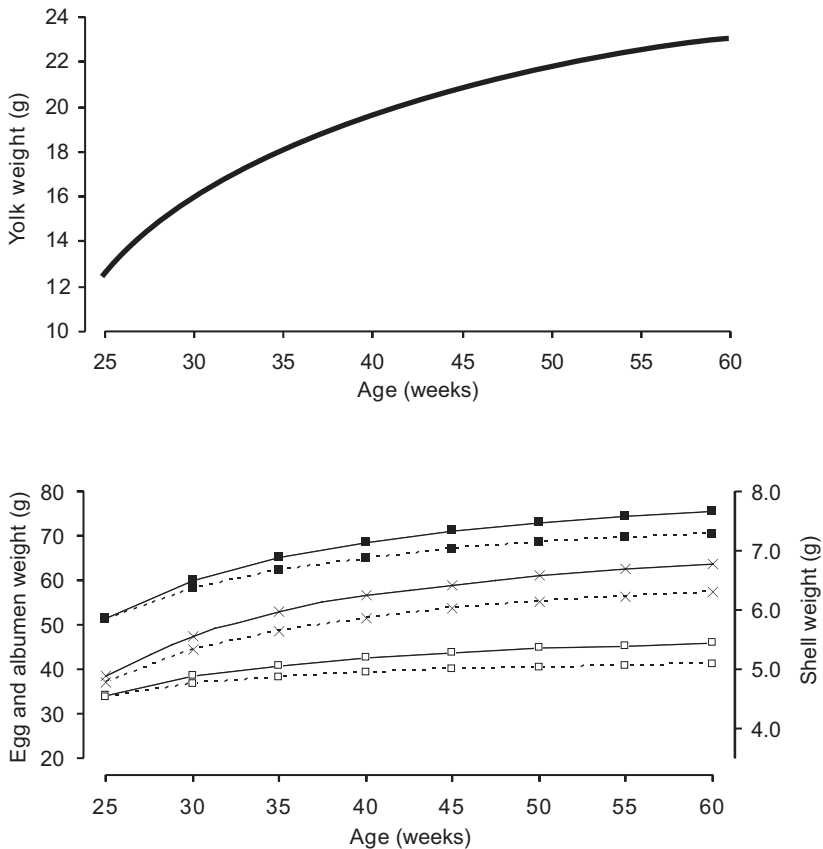 Yolk weight (g)
24
22
20
18
16
14
12
10
25 30 35 40 45 50 55 60
Age (weeks)
Egg and albumen weight (g)
80
70
60
50
40
30
20
8.0
7.0
6.0
5.0
4.0
Shell weight (g)
25 30 35 40 45 50 55 60
Age (weeks)